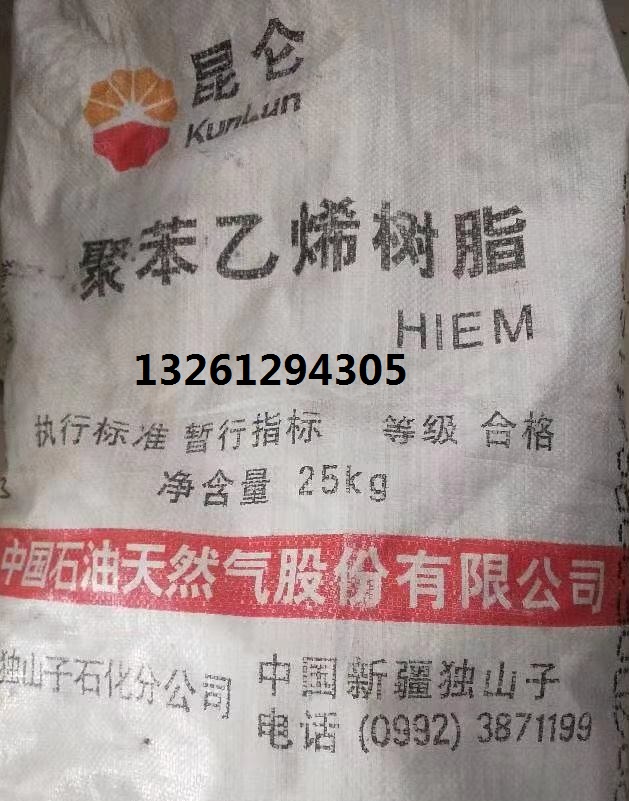 昆仑
KunLun
聚苯乙烯树脂
HIEM
13261294305
执行标准 暂行指标 等级 合格
净含量 25kg
中国石油天然气股份有限公司
独山子石化分公司 中国新疆独山子
电话 (0992) 3871199